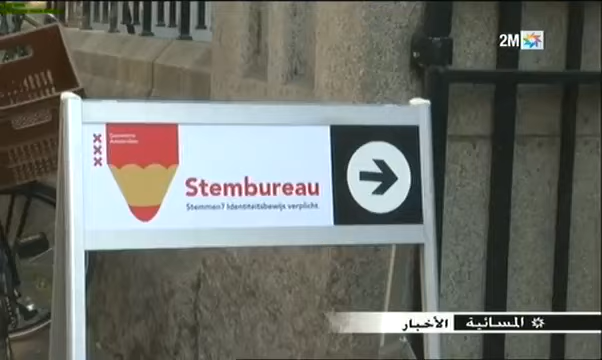 2M
Gemeente
Amsterdam
Stembureau
Stemmen? Identiteitsbewijs verplicht.
المسائية
الأخبار